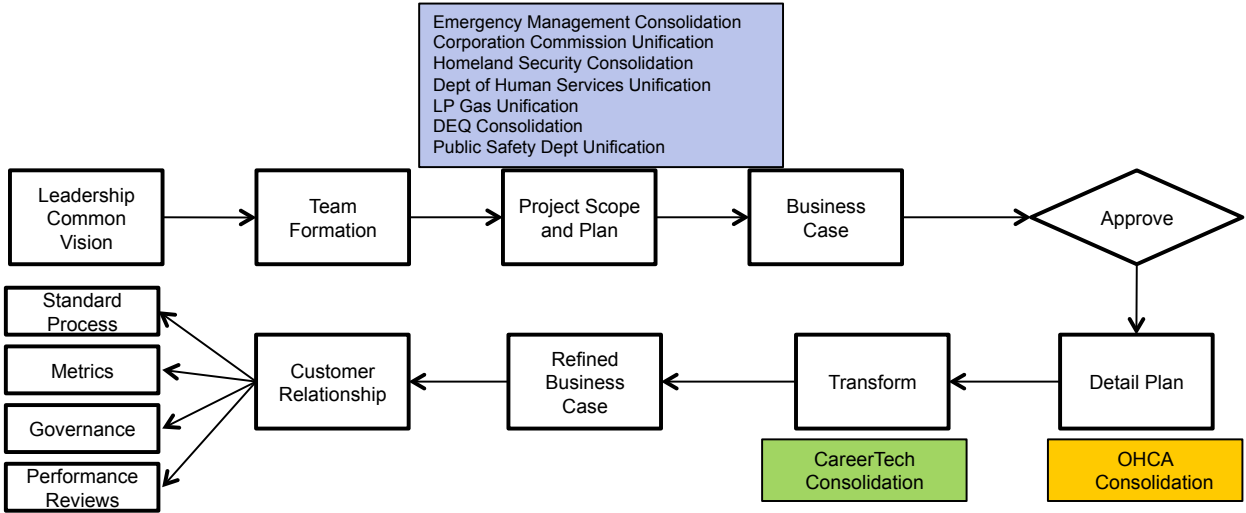 Emergency Management Consolidation
Corporation Commission Unification
Homeland Security Consolidation
Dept of Human Services Unification
LP Gas Unification
DEQ Consolidation
Public Safety Dept Unification
Leadership
Common
Vision
Team
Formation
Project Scope
and Plan
Business
Case
Approve
Detail Plan
OHCA
Consolidation
Transform
CareerTech
Consolidation
Refined
Business
Case
Customer
Relationship
Standard
Process
Metrics
Governance
Performance
Reviews